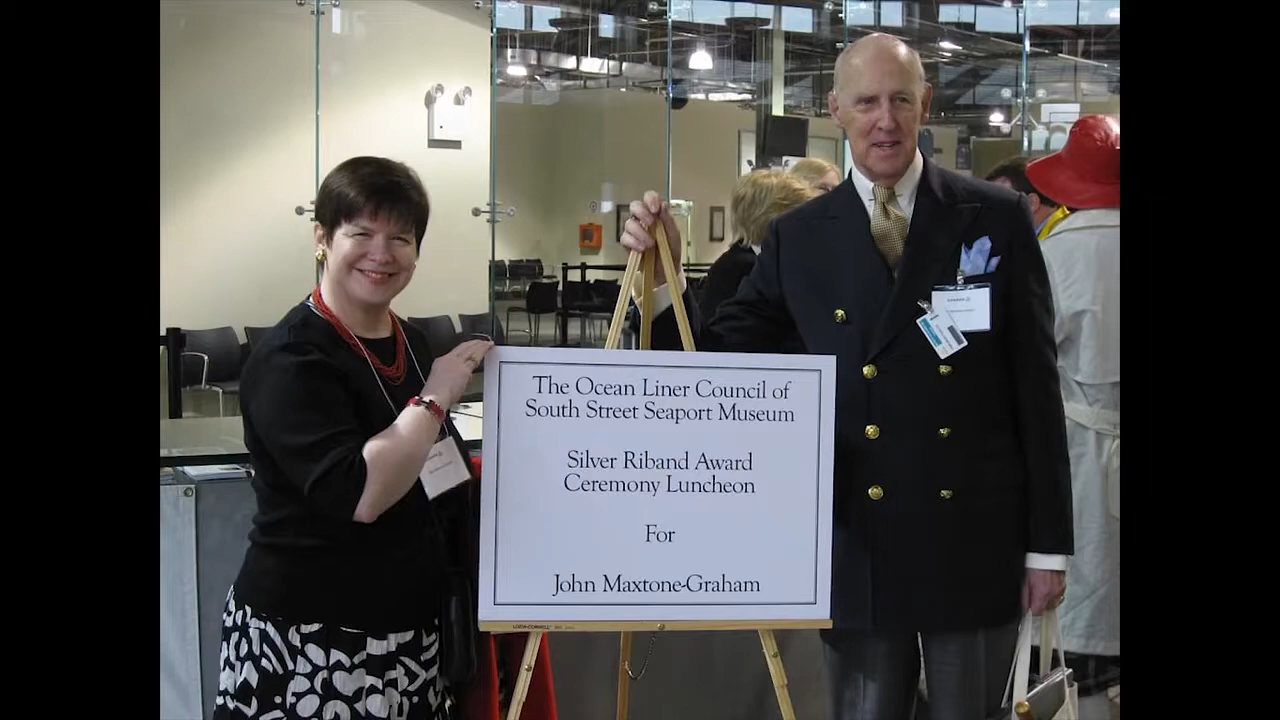 The Ocean Liner Council of
South Street Seaport Museum
Silver Riband Award
Ceremony Luncheon
For
John Maxtone-Graham